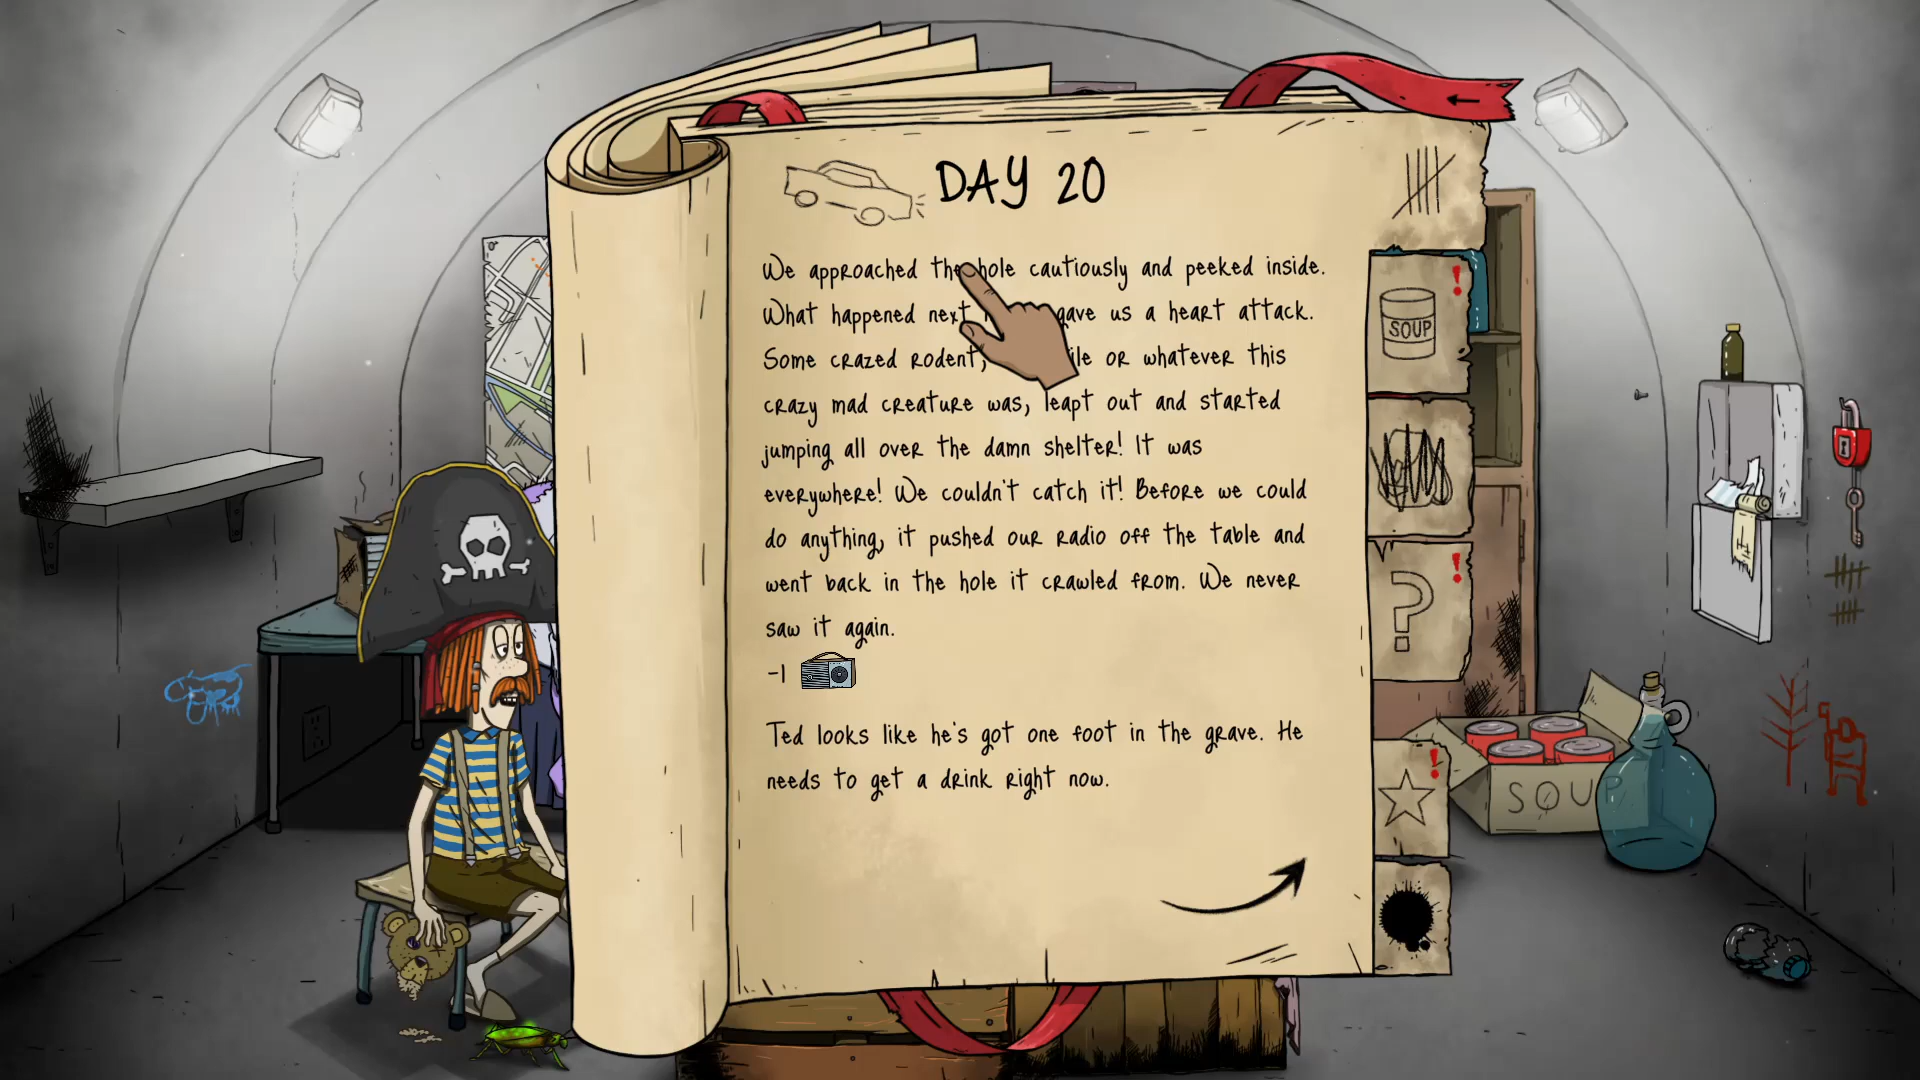 DAY 20
We approached the hole cautiously and peeked inside.
What happened next gave us a heart attack.
Some crazed rodent, or whatever this
crazy mad creature was, leapt out and started
jumping all over the damn shelter! It was
everywhere! We couldn't catch it! Before we could
do anything, it pushed our radio off the table and
went back in the hole it crawled from. We never
saw it again.
-1
Ted looks like he's got one foot in the grave. He
needs to get a drink right now.
SOUP
!
?
!
!
SOUP